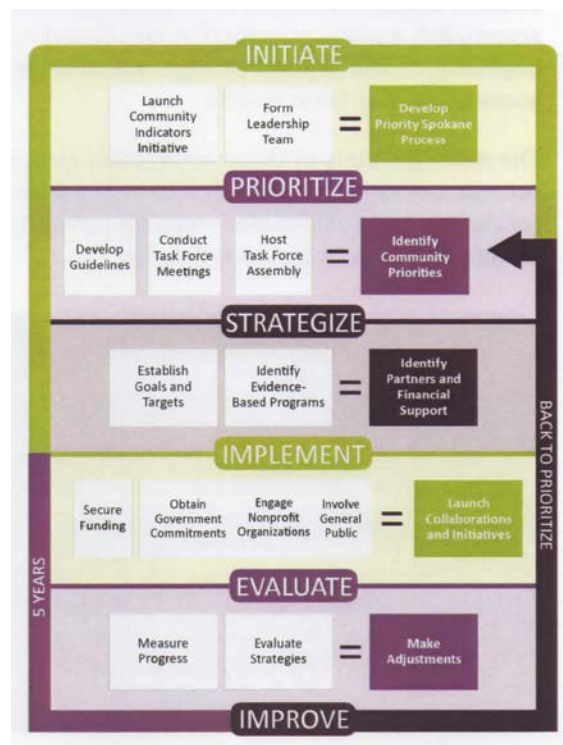 INITIATE
Launch
Community
Indicators
Initiative
Form
Leadership
Team
=
Develop
Priority Spokane
Process
PRIORITIZE
Develop
Guidelines
Conduct
Task Force
Meetings
Host
Task Force
Assembly
=
Identify
Community
Priorities
STRATEGIZE
Establish
Goals and
Targets
Identify
Evidence-
Based Programs
=
Identify
Partners and
Financial
Support
IMPLEMENT
Secure
Funding
Obtain
Government
Commitments
Engage
Nonprofit
Organizations
Involve
General
Public
=
Launch
Collaborations
and Initiatives
EVALUATE
Measure
Progress
Evaluate
Strategies
=
Make
Adjustments
IMPROVE
5 YEARS
BACK TO PRIORITIZE